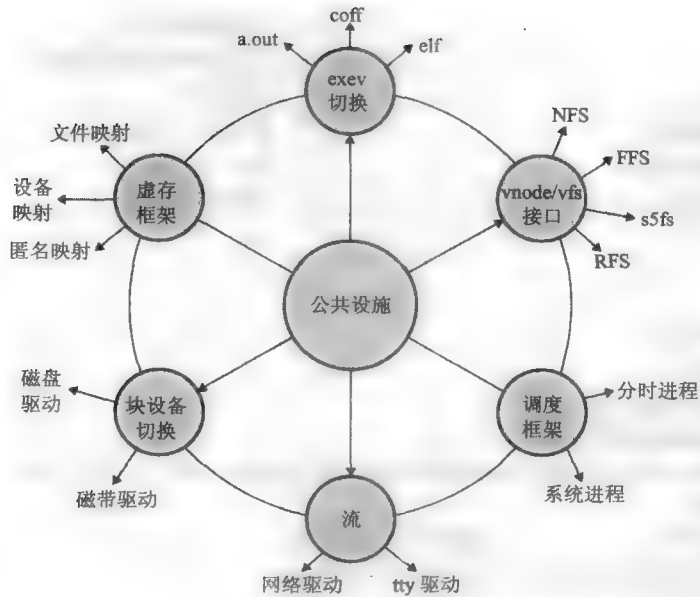 coff
a.out
elf
exev
切换
文件映射
设备
映射
匿名映射
虚存
框架
NFS
FFS
s5fs
RFS
vnode/vfs
接口
公共设施
磁盘
驱动
块设备
切换
磁带驱动
调度
框架
分时进程
系统进程
流
网络驱动
tty 驱动